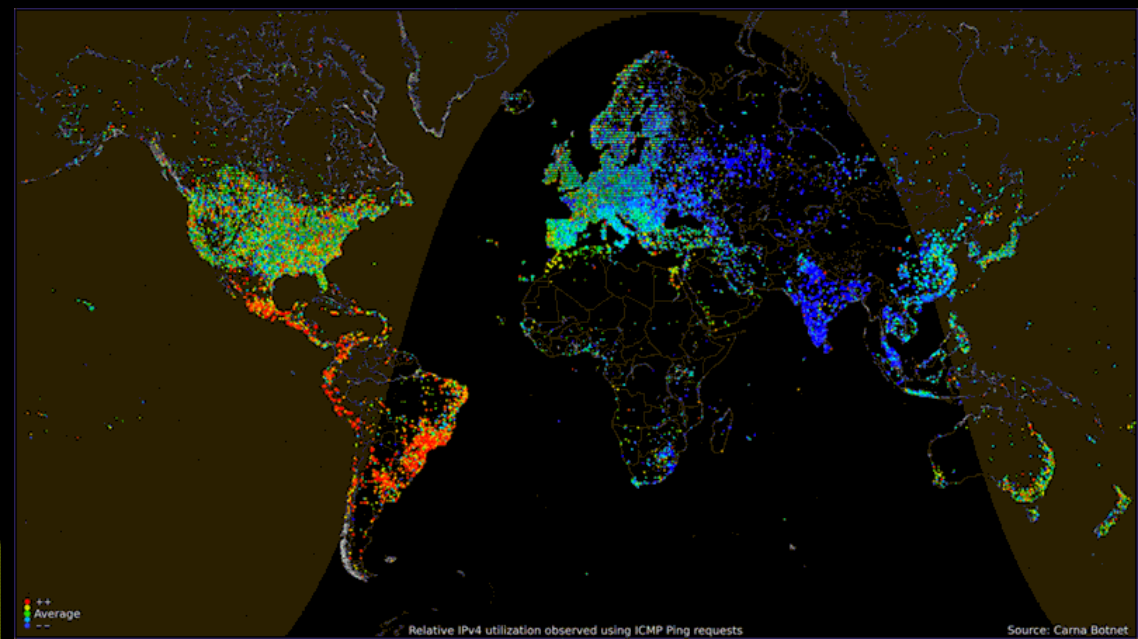 ++
Average
--
Relative IPv4 utilization observed using ICMP Ping requests
Source: Carna Botnet